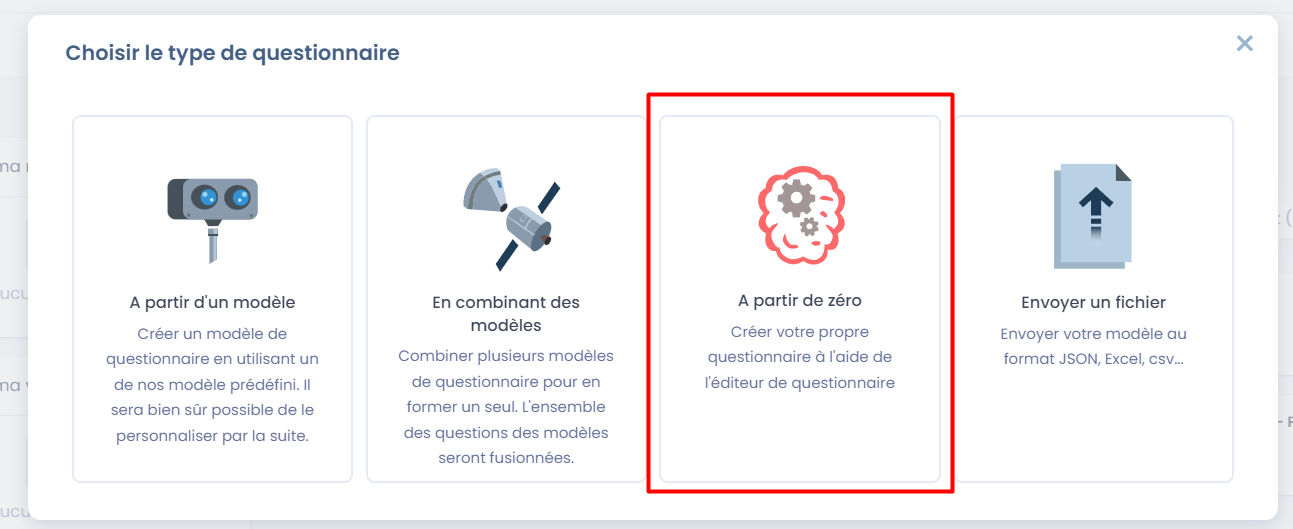 Choisir le type de questionnaire
A partir d'un modèle
Créer un modèle de
questionnaire en utilisant un
de nos modèle prédéfini. Il
sera bien sûr possible de le
personnaliser par la suite.
En combinant des
modèles
Combiner plusieurs modèles
de questionnaire pour en
former un seul. L'ensemble
des questions des modèles
seront fusionnées.
A partir de zéro
Créer votre propre
questionnaire à l'aide de
l'éditeur de questionnaire
Envoyer un fichier
Envoyer votre modèle au
format JSON, Excel, csv...